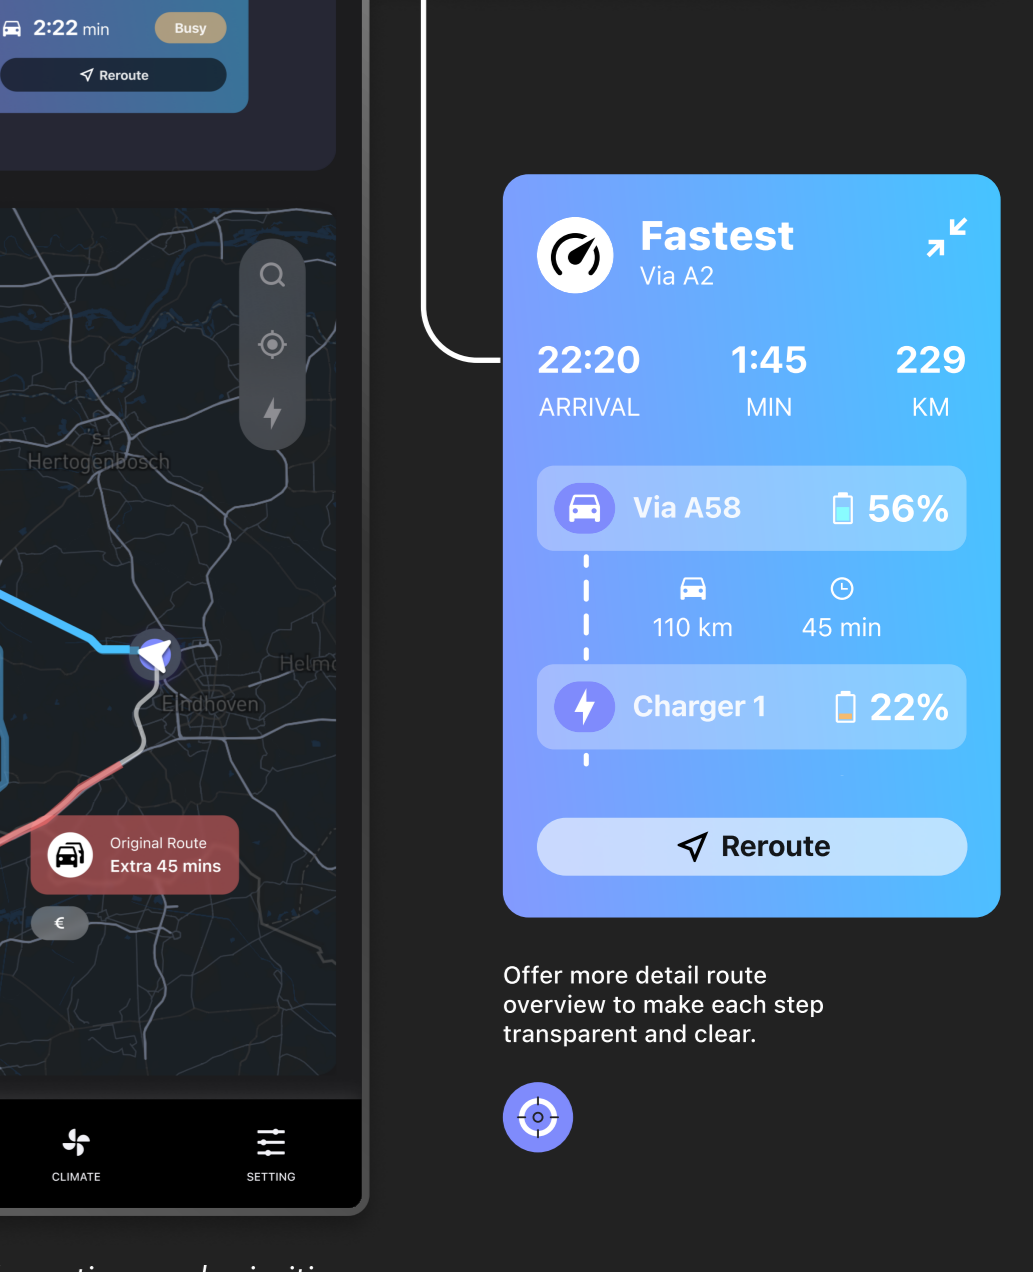 2:22 min
Busy
Reroute
's-
Hertogenbosch
Eindhoven
Original Route
Extra 45 mins
€
CLIMATE
SETTING
Fastest
Via A2
22:20
1:45
229
ARRIVAL
MIN
KM
Via A58
56%
110 km
45 min
Charger 1
22%
Reroute
Offer more detail route
overview to make each step
transparent and clear.